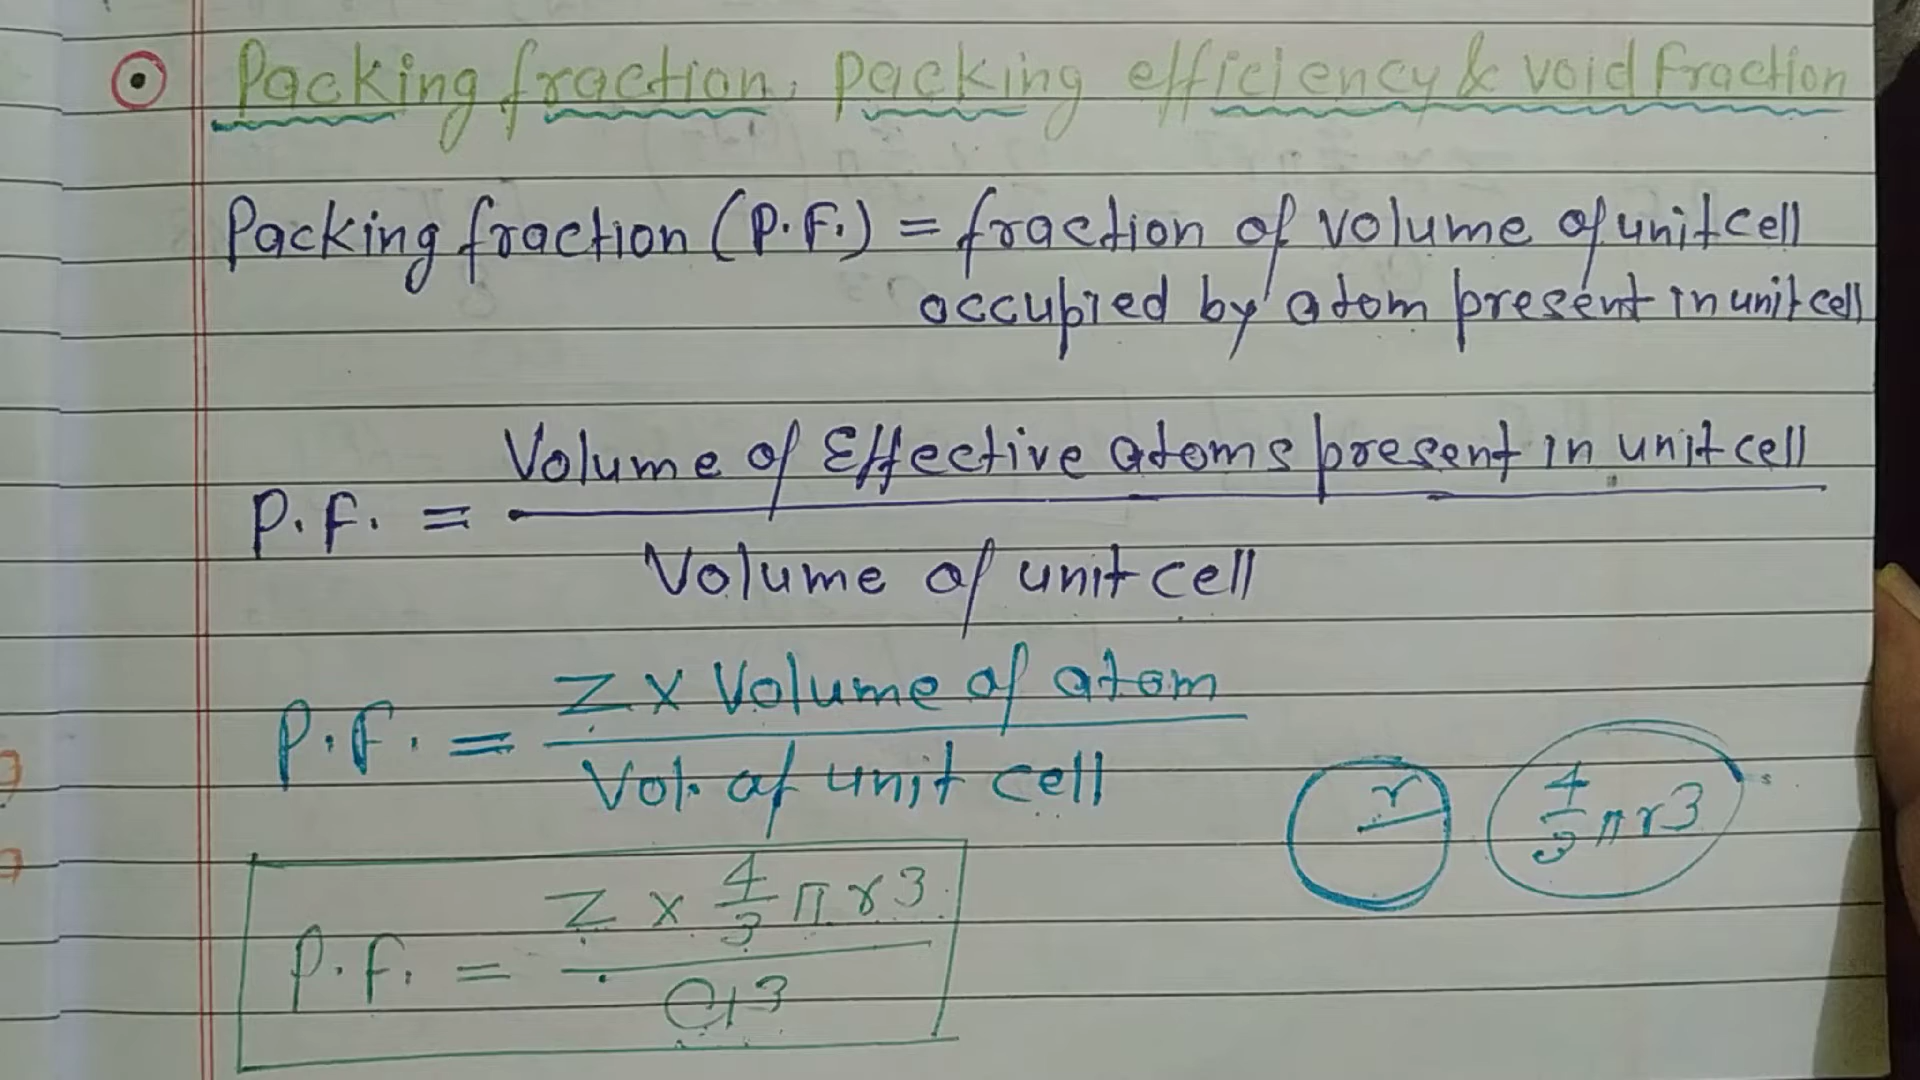 Packing fraction, Packing efficiency & void fraction
Packing fraction (P.F.) = fraction of volume of unit cell
occupied by atom present in unit cell
Volume of Effective atoms present in unit cell
P.F. =
Volume of unit cell
Z x Volume of atom
P.F. =
Vol. of unit cell
r
4/3 πr3
Z x 4/3 πr3
P.F. =
a3